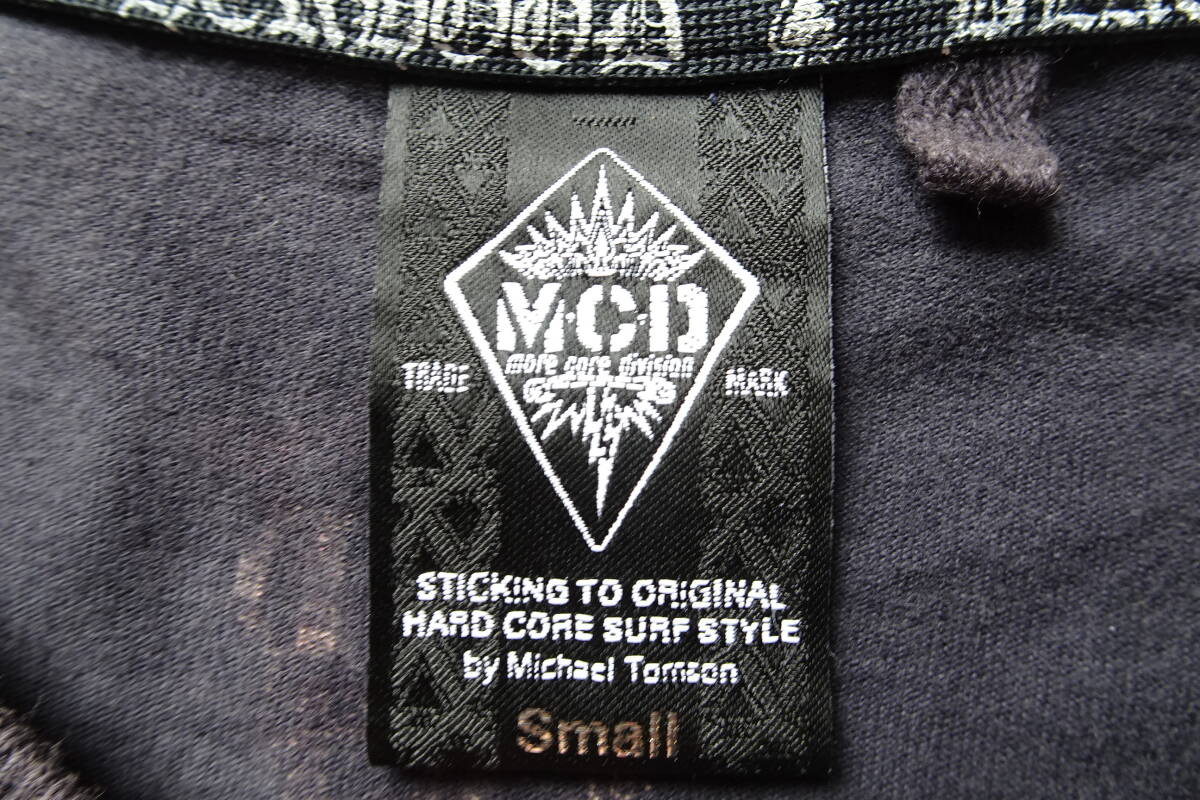 M·C·D
more core division
TRADE MARK
STICKING TO ORIGINAL
HARD CORE SURF STYLE
by Michael Tomson
Small